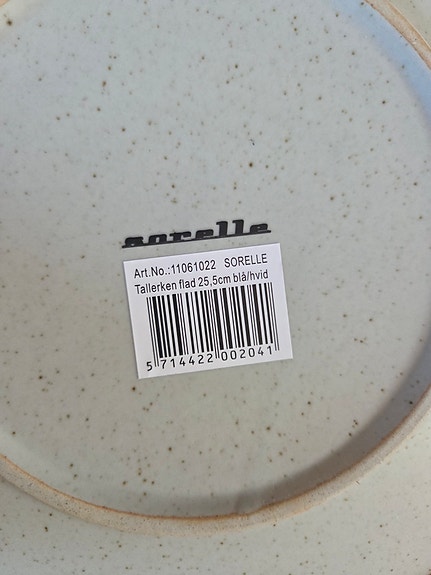 sorelle
Art.No.:11061022 SORELLE
Tallerken flad 25,5cm blå/hvid
5 714422 002041